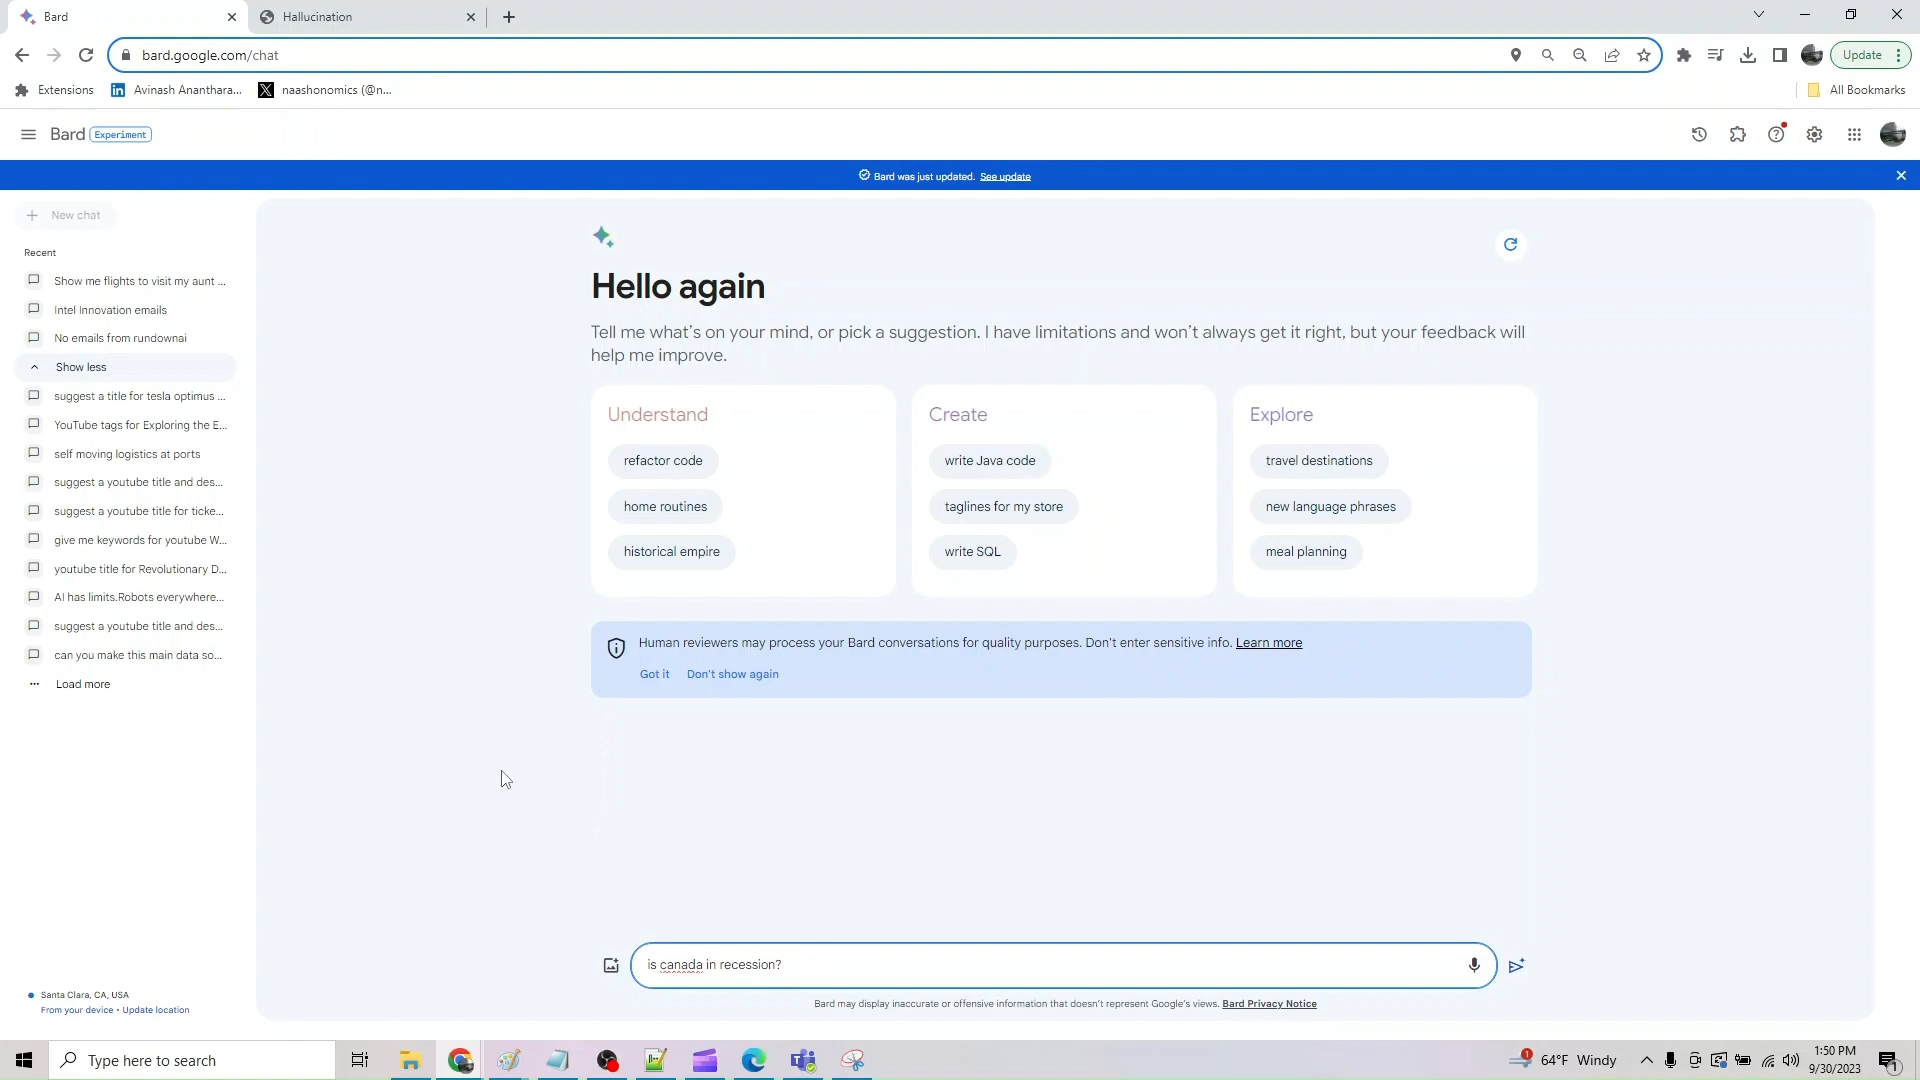 Bard
Hallucination
bard.google.com/chat
Update
Extensions
Avinash Ananthara...
naashonomics (@n...
All Bookmarks
Bard Experiment
Bard was just updated. See update
New chat
Recent
Show me flights to visit my aunt ...
Intel Innovation emails
No emails from rundownai
Show less
suggest a title for tesla optimus ...
YouTube tags for Exploring the E...
self moving logistics at ports
suggest a youtube title and des...
suggest a youtube title for ticke...
give me keywords for youtube W...
youtube title for Revolutionary D...
AI has limits.Robots everywhere...
suggest a youtube title and des...
can you make this main data so...
Load more
Santa Clara, CA, USA
From your device • Update location
Hello again
Tell me what's on your mind, or pick a suggestion. I have limitations and won't always get it right, but your feedback will
help me improve.
Understand
refactor code
home routines
historical empire
Create
write Java code
taglines for my store
write SQL
Explore
travel destinations
new language phrases
meal planning
Human reviewers may process your Bard conversations for quality purposes. Don't enter sensitive info. Learn more
Got it Don't show again
is canada in recession?
Bard may display inaccurate or offensive information that doesn't represent Google's views. Bard Privacy Notice
Type here to search
1
64°F Windy
1:50 PM
9/30/2023
1